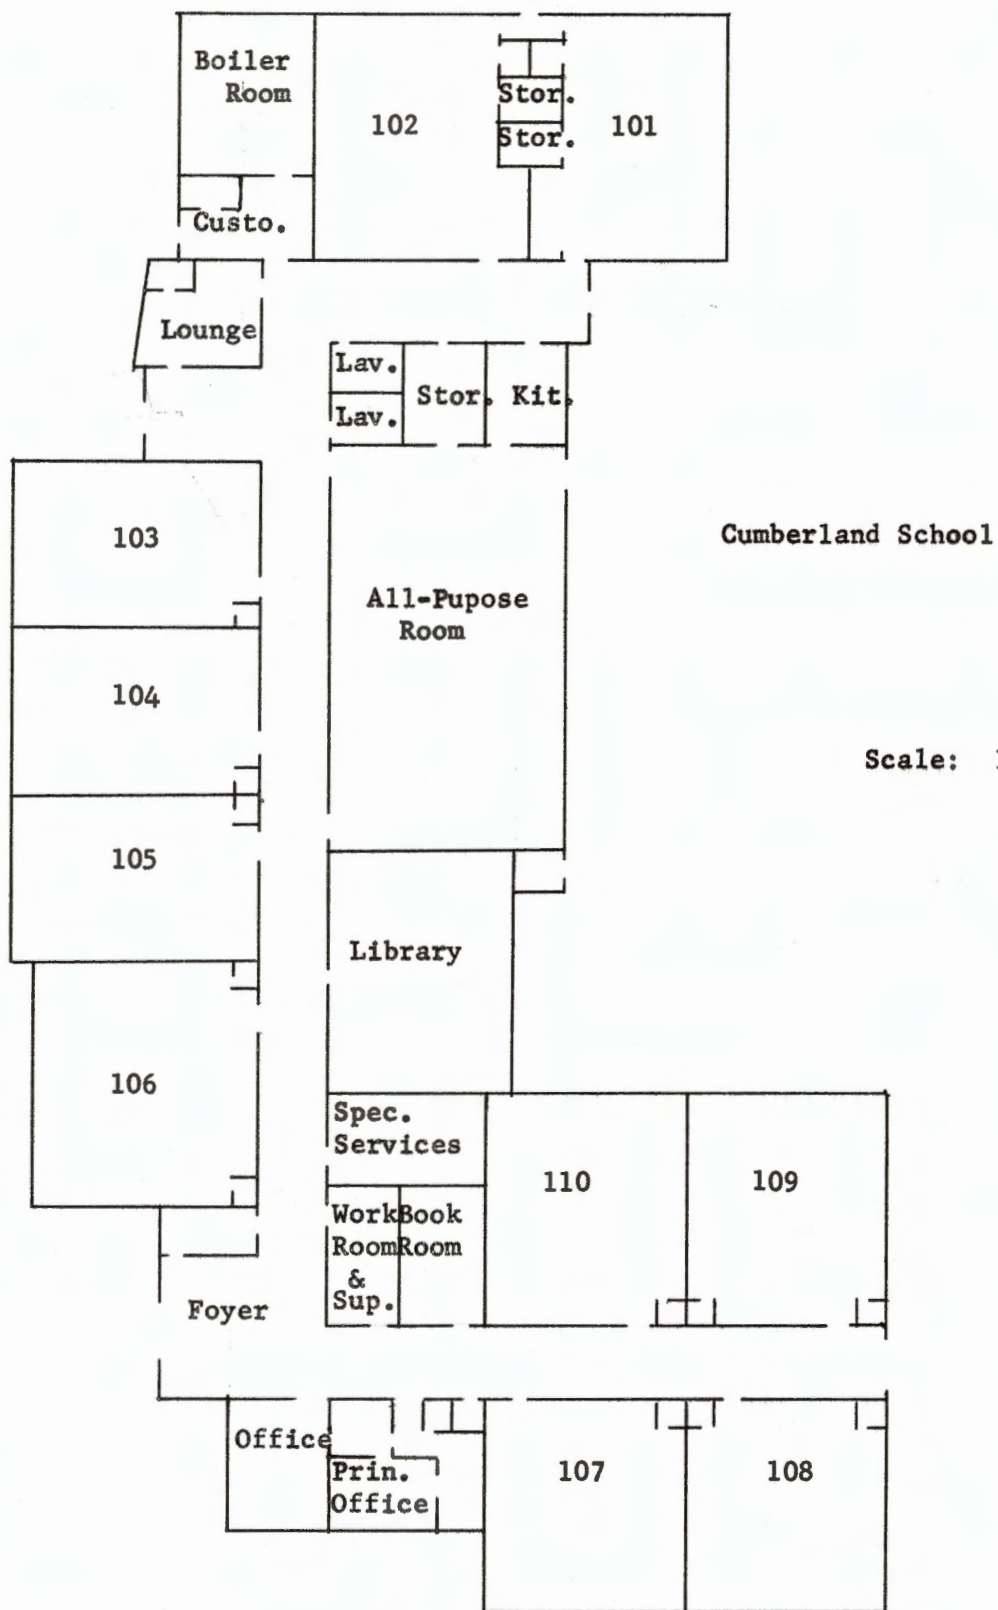 Boiler
Room
102
Stor.
Stor.
101
Custo.
Lounge
Lav.
Lav.
Stor.
Kit.
103
Cumberland School
All-Pupose
Room
104
Scale:
105
Library
106
Spec.
Services
110
109
Work
Room
&
Sup.
Book
Room
Foyer
Office
Prin.
Office
107
108